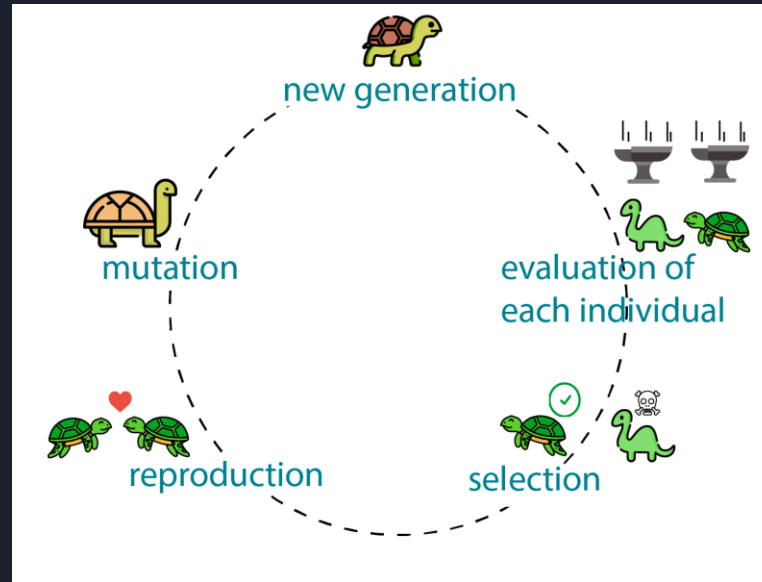 new generation
evaluation of
each individual
selection
reproduction
mutation